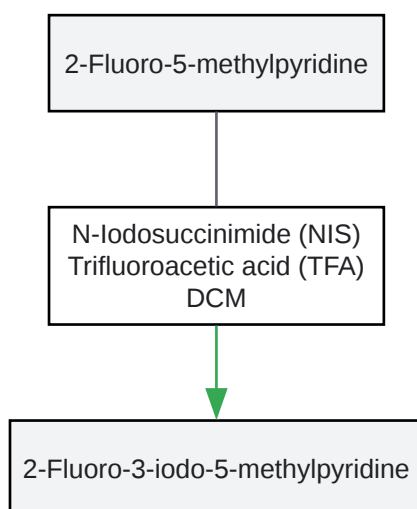 2-Fluoro-5-methylpyridine
N-Iodosuccinimide (NIS)
Trifluoroacetic acid (TFA)
DCM
2-Fluoro-3-iodo-5-methylpyridine